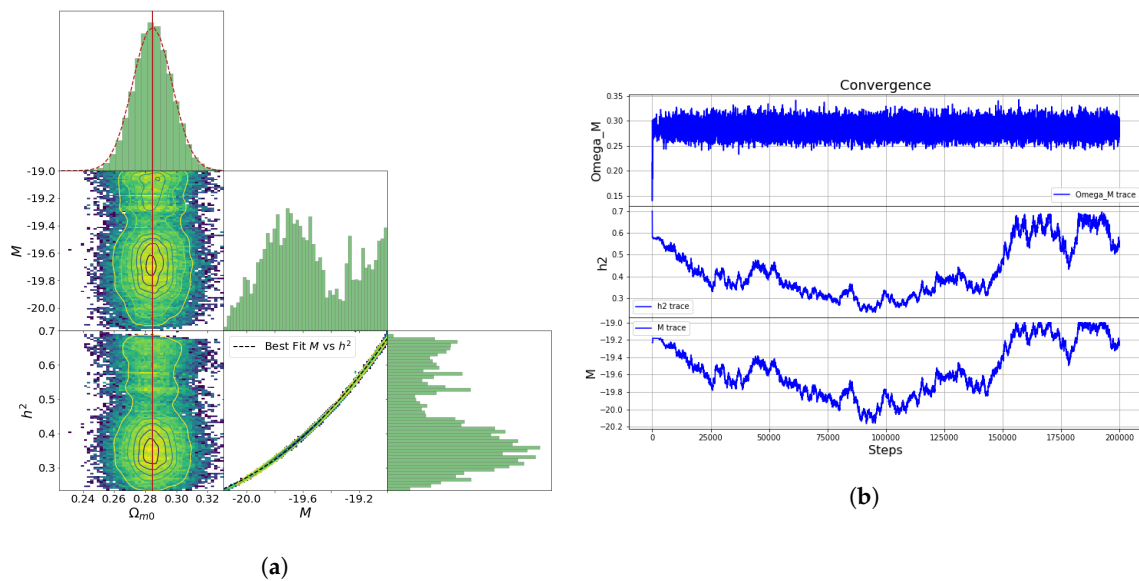 Convergence
Omega_M
0.30
0.25
0.20
0.15
Omega_M trace
h2
0.7
0.6
0.5
0.4
0.3
h2 trace
M
-19.0
-19.2
-19.4
-19.6
-19.8
-20.0
-20.2
M trace
0 25000 50000 75000 100000 125000 150000 175000 200000
Steps
(b)
M
-19.0
-19.2
-19.4
-19.6
-19.8
-20.0
h²
0.7
0.6
0.5
0.4
0.3
Best Fit M vs h²
0.24 0.26 0.28 0.30 0.32
Ωm0
-20.0 -19.6 -19.2
M
(a)